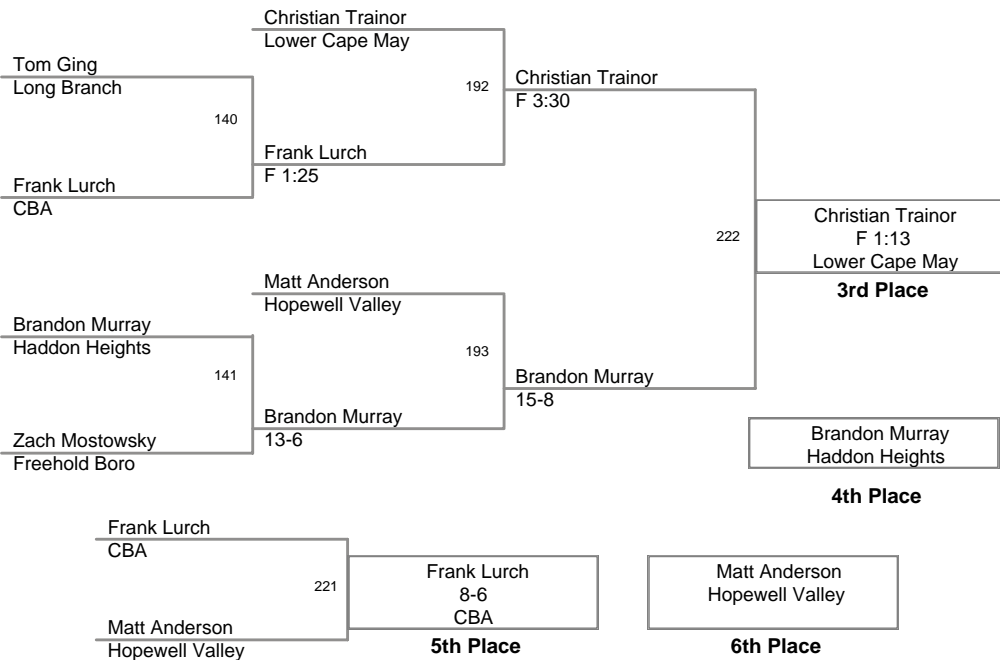 Christian Trainor
Lower Cape May
Tom Ging
Long Branch
192
Christian Trainor
F 3:30
140
Frank Lurch
F 1:25
Frank Lurch
CBA
222
Christian Trainor
F 1:13
Lower Cape May
3rd Place
Matt Anderson
Hopewell Valley
Brandon Murray
Haddon Heights
193
141
Brandon Murray
15-8
Brandon Murray
13-6
Zach Mostowsky
Freehold Boro
Brandon Murray
Haddon Heights
4th Place
Frank Lurch
CBA
221
Matt Anderson
Hopewell Valley
Frank Lurch
8-6
CBA
5th Place
Matt Anderson
Hopewell Valley
6th Place